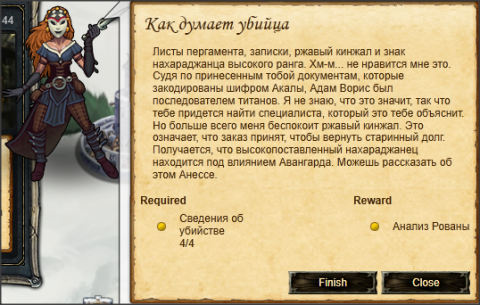 44
Как думает убийца
Листы пергамента, записки, ржавый кинжал и знак
нахараджанца высокого ранга. Хм-м... не нравится мне это.
Судя по принесенным тобой документам, которые
закодированы шифром Акалы, Адам Ворис был
последователем титанов. Я не знаю, что это значит, так что
тебе придется найти специалиста, который это тебе объяснит.
Но больше всего меня беспокоит ржавый кинжал. Это
означает, что заказ принят, чтобы вернуть старинный долг.
Получается, что высокопоставленный нахараджанец
находится под влиянием Авангарда. Можешь рассказать об
этом Анессе.
Required
Сведения об
убийстве
4/4
Reward
Анализ Рованы
Finish
Close